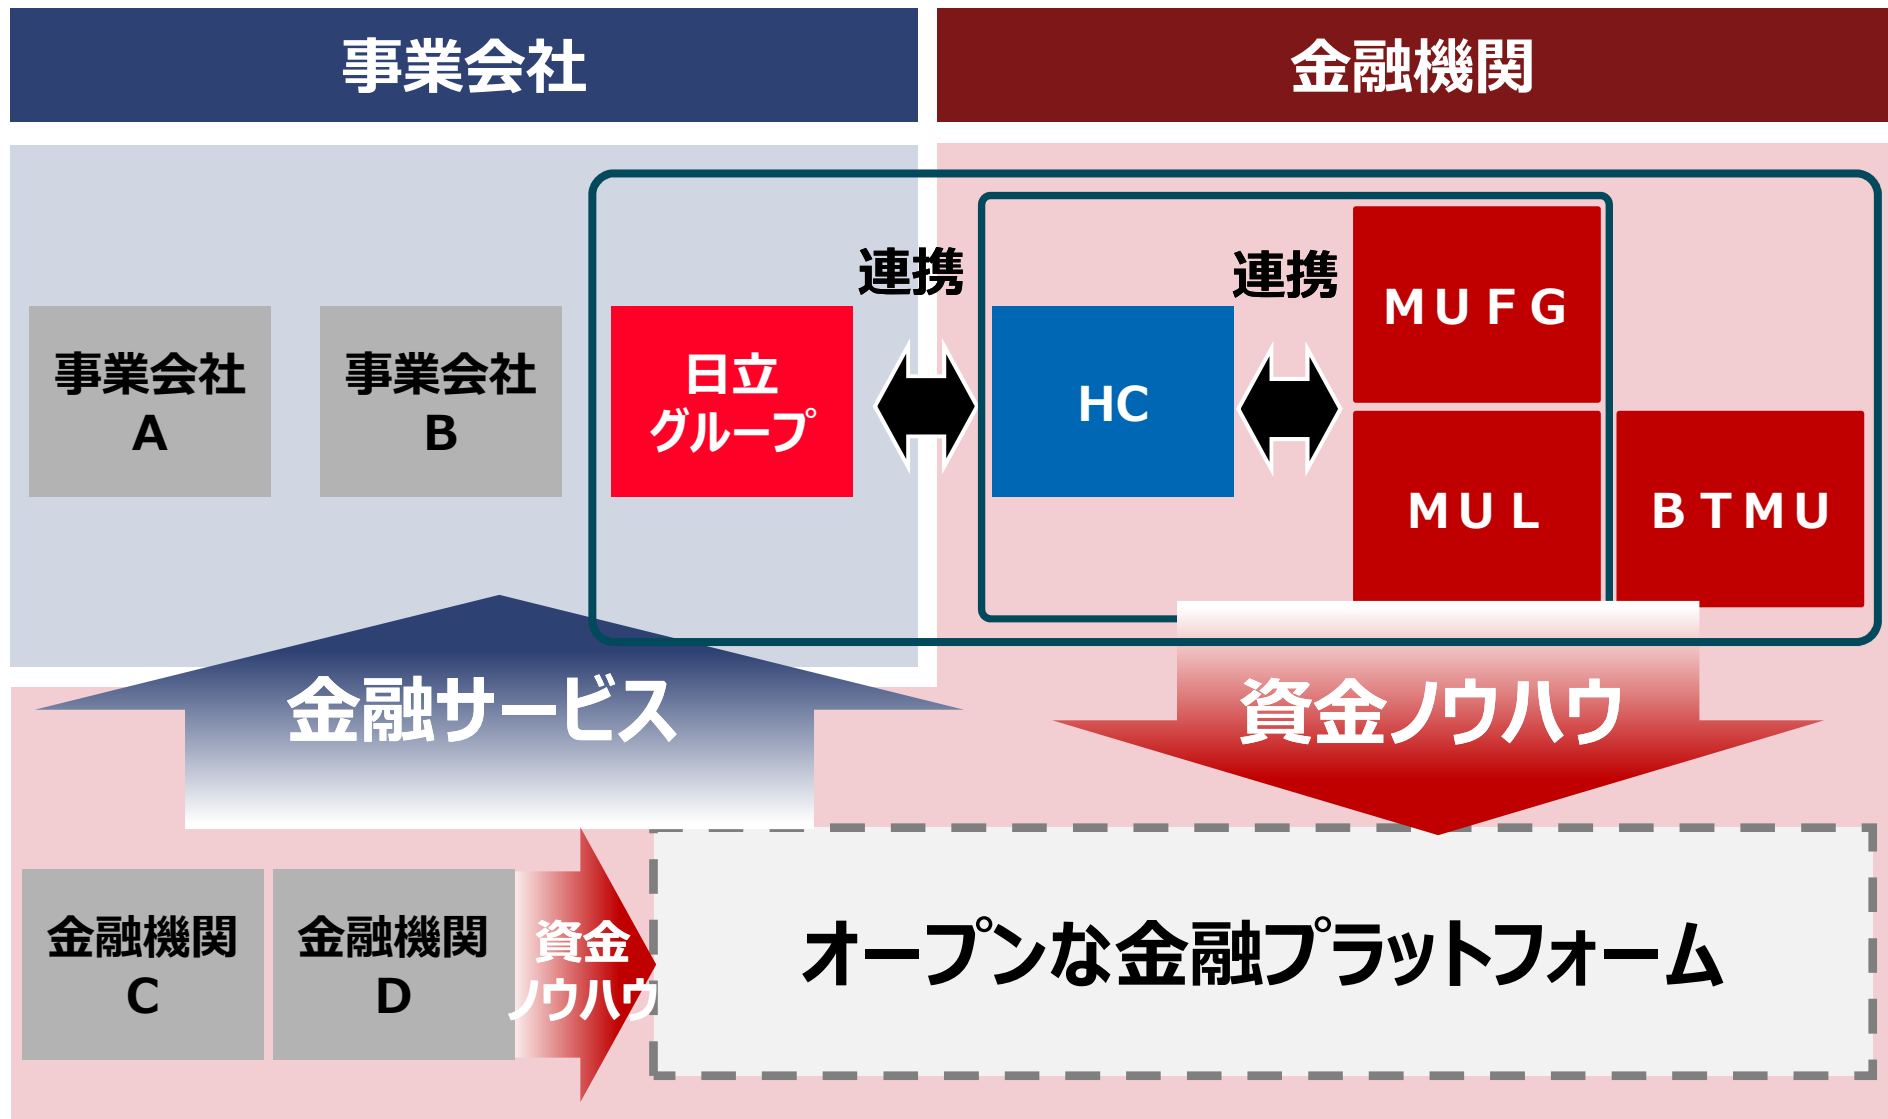 事業会社
金融機関
連携
連携
事業会社
A
事業会社
B
日立
グループ
HC
ＭＵＦＧ
ＭＵＬ
ＢＴＭＵ
金融サービス
資金ノウハウ
金融機関
C
金融機関
D
資金
ノウハウ
オープンな金融プラットフォーム